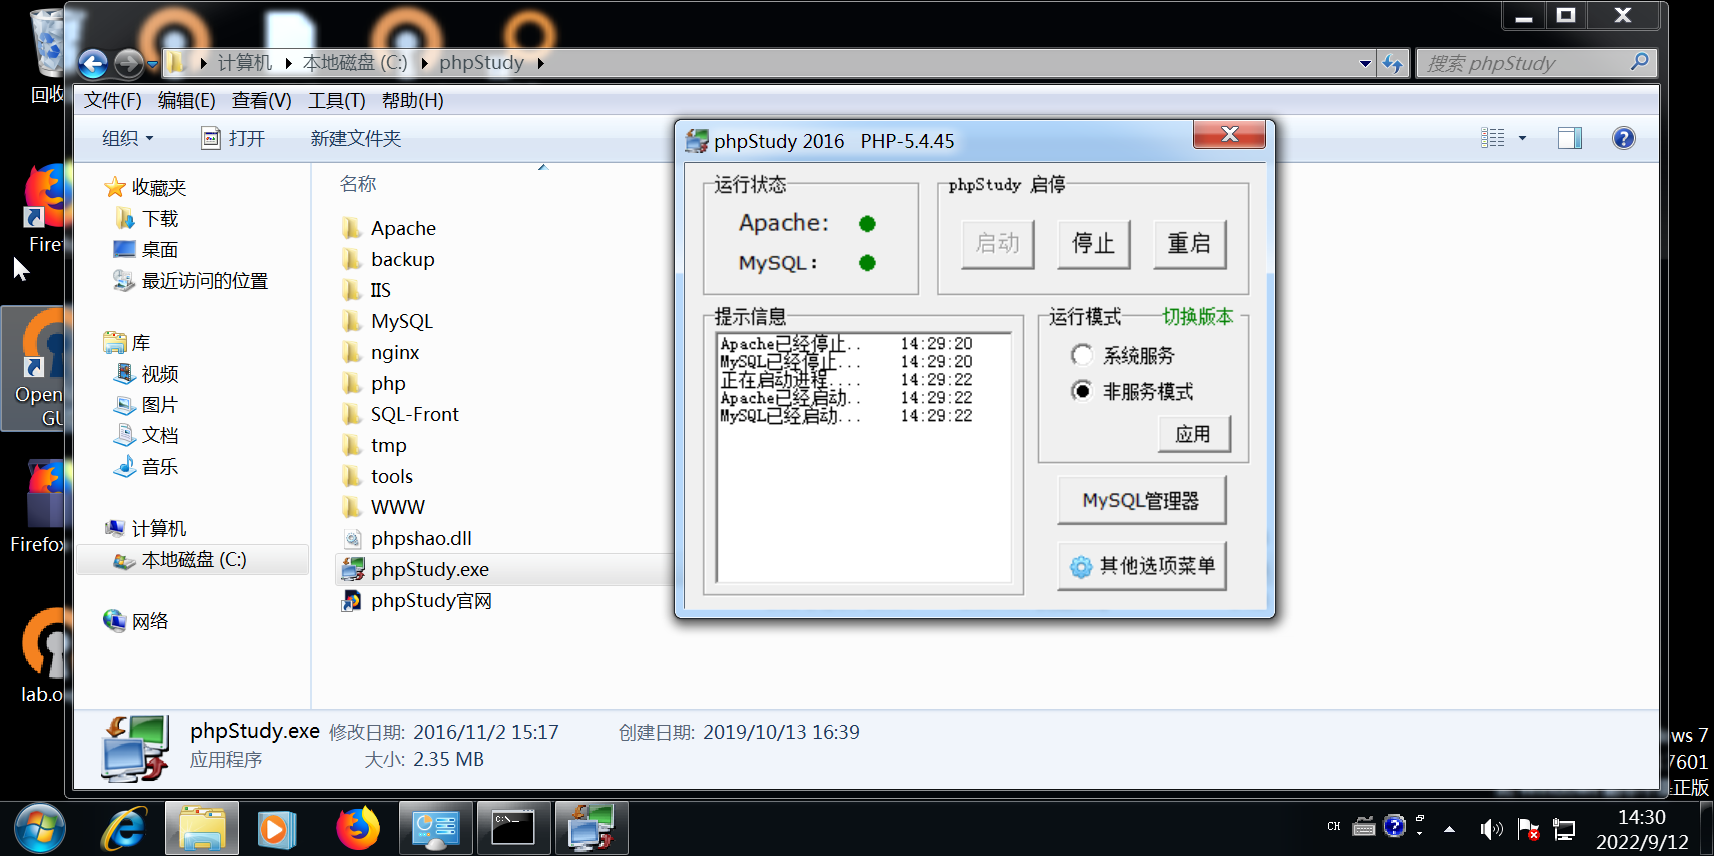 计算机 本地磁盘 (C:) phpStudy
搜索 phpStudy
文件(F) 编辑(E) 查看(V) 工具(T) 帮助(H)
组织 打开 新建文件夹
回收
Firef
Open
GU
Firefox
lab.o
收藏夹
下载
桌面
最近访问的位置
库
视频
图片
文档
音乐
计算机
本地磁盘 (C:)
网络
名称
Apache
backup
IIS
MySQL
nginx
php
SQL-Front
tmp
tools
WWW
phpshao.dll
phpStudy.exe
phpStudy官网
phpStudy 2016 PHP-5.4.45
运行状态
Apache:
MySQL:
phpStudy 启停
启动 停止 重启
提示信息
Apache已经停止.. 14:29:20
MySQL已经停止... 14:29:20
正在启动进程.... 14:29:22
Apache已经启动.. 14:29:22
MySQL已经启动... 14:29:22
运行模式 切换版本
系统服务
非服务模式
应用
MySQL管理器
其他选项菜单
phpStudy.exe 修改日期: 2016/11/2 15:17 创建日期: 2019/10/13 16:39
应用程序 大小: 2.35 MB
ws 7
7601
正版
C:\
CH
14:30
2022/9/12